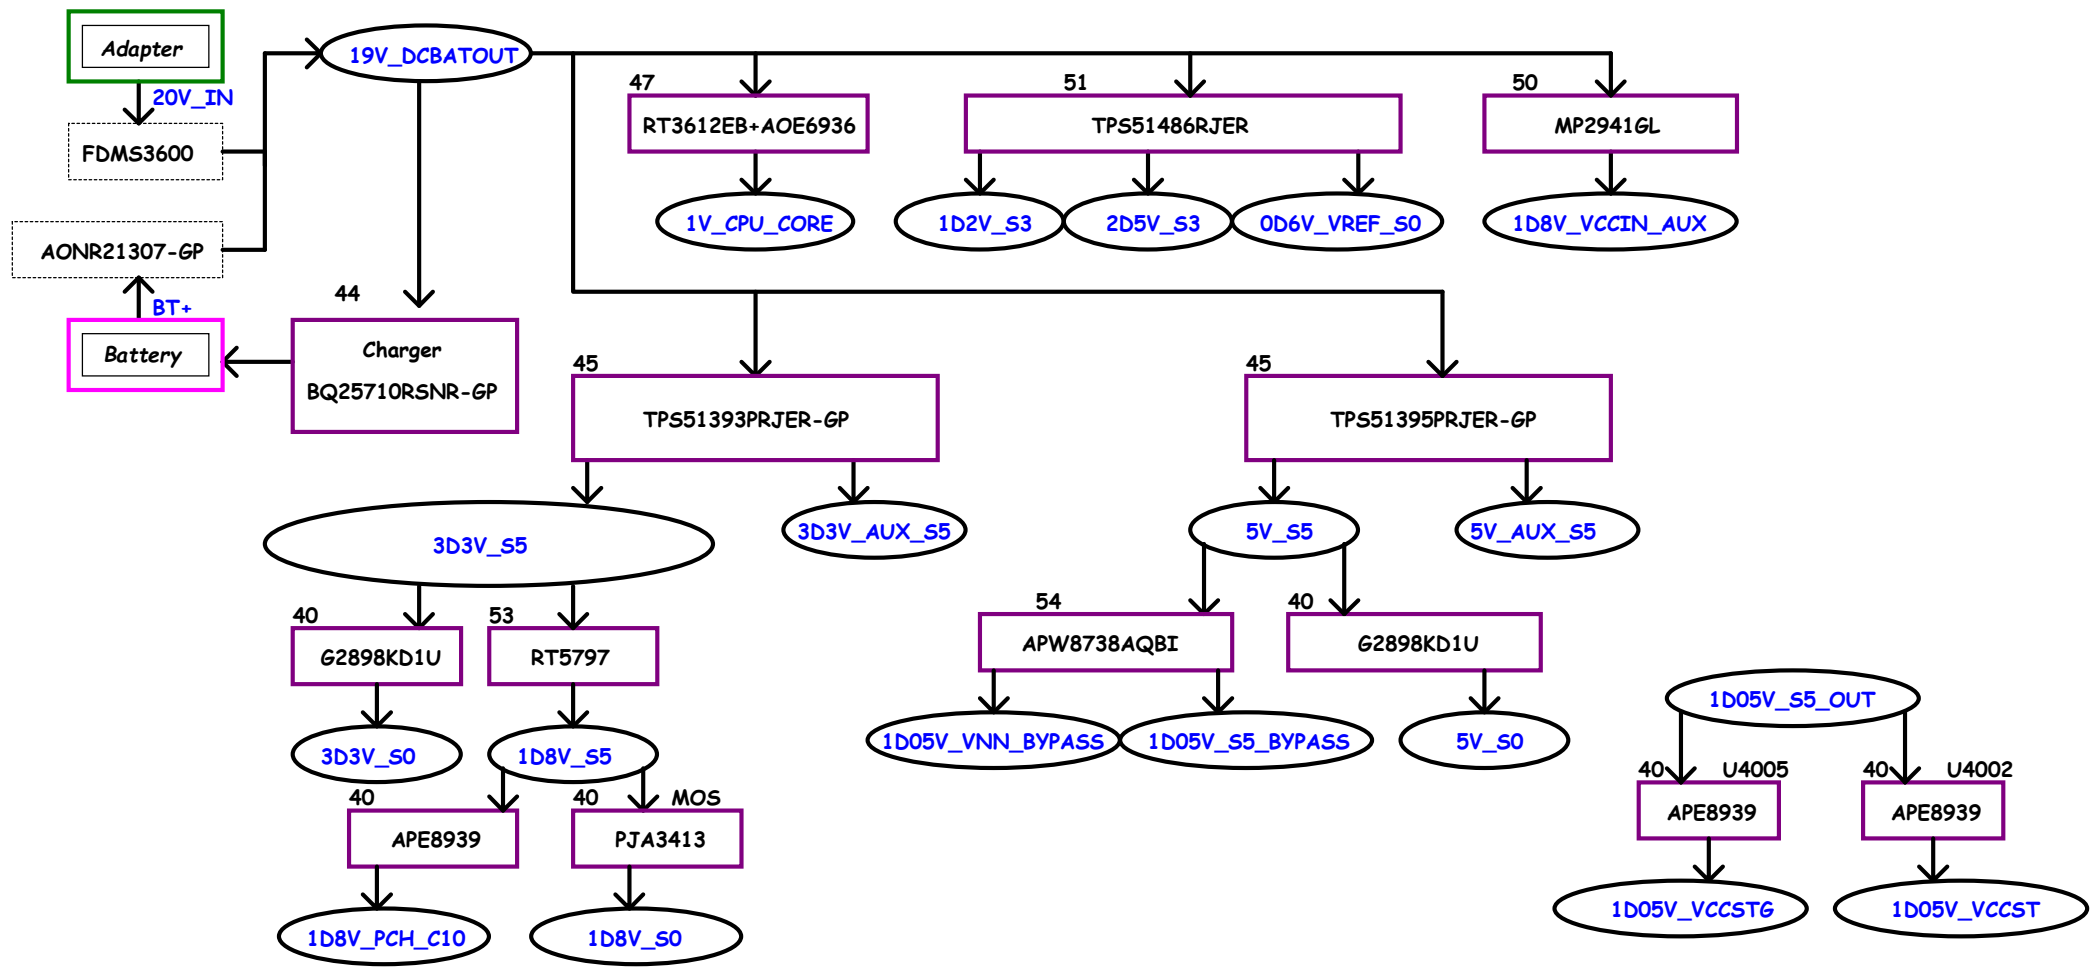 Adapter
19V_DCBATOUT
20V_IN
47
51
50
FDMS3600
RT3612EB+AOE6936
TPS51486RJER
MP2941GL
AONR21307-GP
1V_CPU_CORE
1D2V_S3
2D5V_S3
0D6V_VREF_S0
1D8V_VCCIN_AUX
BT+
44
Battery
Charger
BQ25710RSNR-GP
45
45
TPS51393PRJER-GP
TPS51395PRJER-GP
3D3V_S5
3D3V_AUX_S5
5V_S5
5V_AUX_S5
40
53
54
40
G2898KD1U
RT5797
APW8738AQBI
G2898KD1U
1D05V_S5_OUT
3D3V_S0
1D8V_S5
1D05V_VNN_BYPASS
1D05V_S5_BYPASS
5V_S0
40
40
MOS
40
U4005
40
U4002
APE8939
PJA3413
APE8939
APE8939
1D8V_PCH_C10
1D8V_S0
1D05V_VCCSTG
1D05V_VCCST